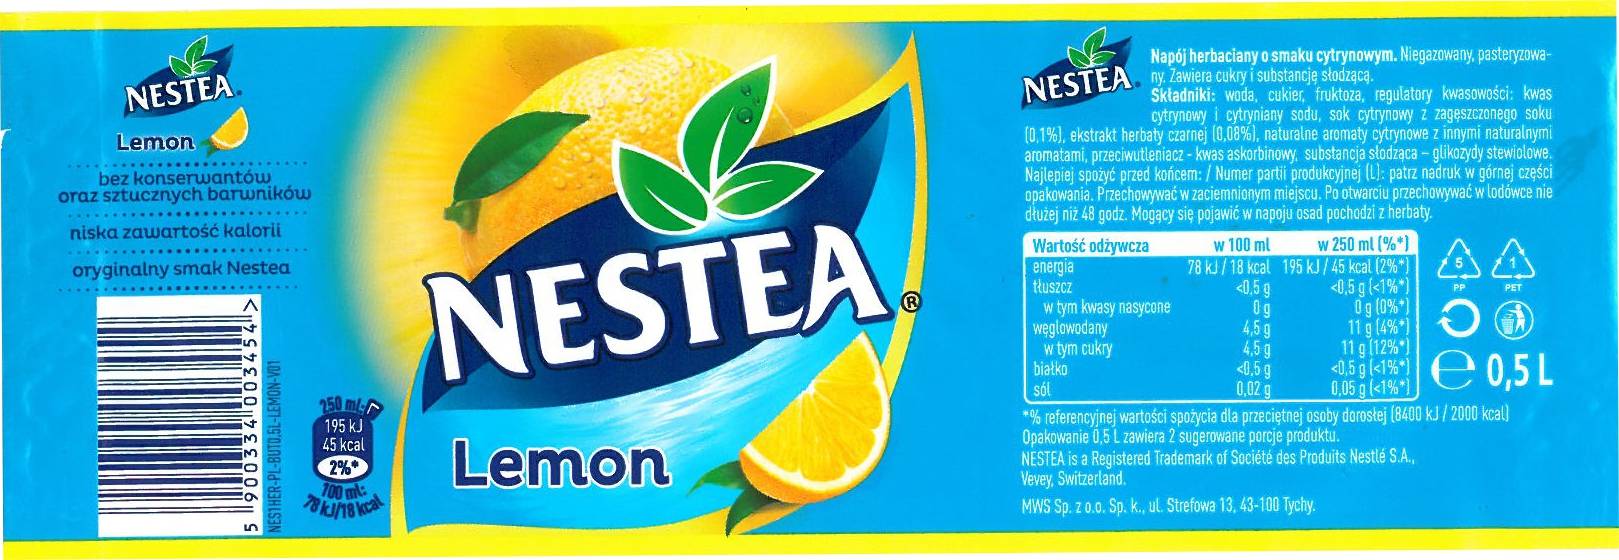 NESTEA®
Lemon
bez konserwantów
oraz sztucznych barwników
niska zawartość kalorii
oryginalny smak Nestea
5 900334 003454 >
NES1HER-PL-BUTO,5L-LEMON-V01
250 ml:
195 kJ
45 kcal
2%*
100 ml:
78 kJ/18 kcal
NESTEA®
Lemon
NESTEA®
Napój herbaciany o smaku cytrynowym. Niegazowany, pasteryzowa-
ny. Zawiera cukry i substancję słodzącą.
Składniki: woda, cukier, fruktoza, regulatory kwasowości: kwas
cytrynowy i cytryniany sodu, sok cytrynowy z zagęszczonego soku
(0,1%), ekstrakt herbaty czarnej (0,08%), naturalne aromaty cytrynowe z innymi naturalnymi
aromatami, przeciwutleniacz - kwas askorbinowy, substancja słodząca – glikozydy stewiolowe.
Najlepiej spożyć przed końcem: / Numer partii produkcyjnej (L): patrz nadruk w górnej części
opakowania. Przechowywać w zaciemnionym miejscu. Po otwarciu przechowywać w lodówce nie
dłużej niż 48 godz. Mogący się pojawić w napoju osad pochodzi z herbaty.
Wartość odżywcza w 100 ml w 250 ml (%*)
energia 78 kJ / 18 kcal 195 kJ / 45 kcal (2%*)
tłuszcz <0,5 g <0,5 g (<1%*)
w tym kwasy nasycone 0 g 0 g (0%*)
węglowodany 4,5 g 11 g (4%*)
w tym cukry 4,5 g 11 g (12%*)
białko <0,5 g <0,5 g (<1%*)
sól 0,02 g 0,05 g (<1%*)
5 1
PP PET
e 0,5 L
*% referencyjnej wartości spożycia dla przeciętnej osoby dorosłej (8400 kJ / 2000 kcal)
Opakowanie 0,5 L zawiera 2 sugerowane porcje produktu.
NESTEA is a Registered Trademark of Société des Produits Nestlé S.A.,
Vevey, Switzerland.
MWS Sp. z o.o. Sp. k., ul. Strefowa 13, 43-100 Tychy.